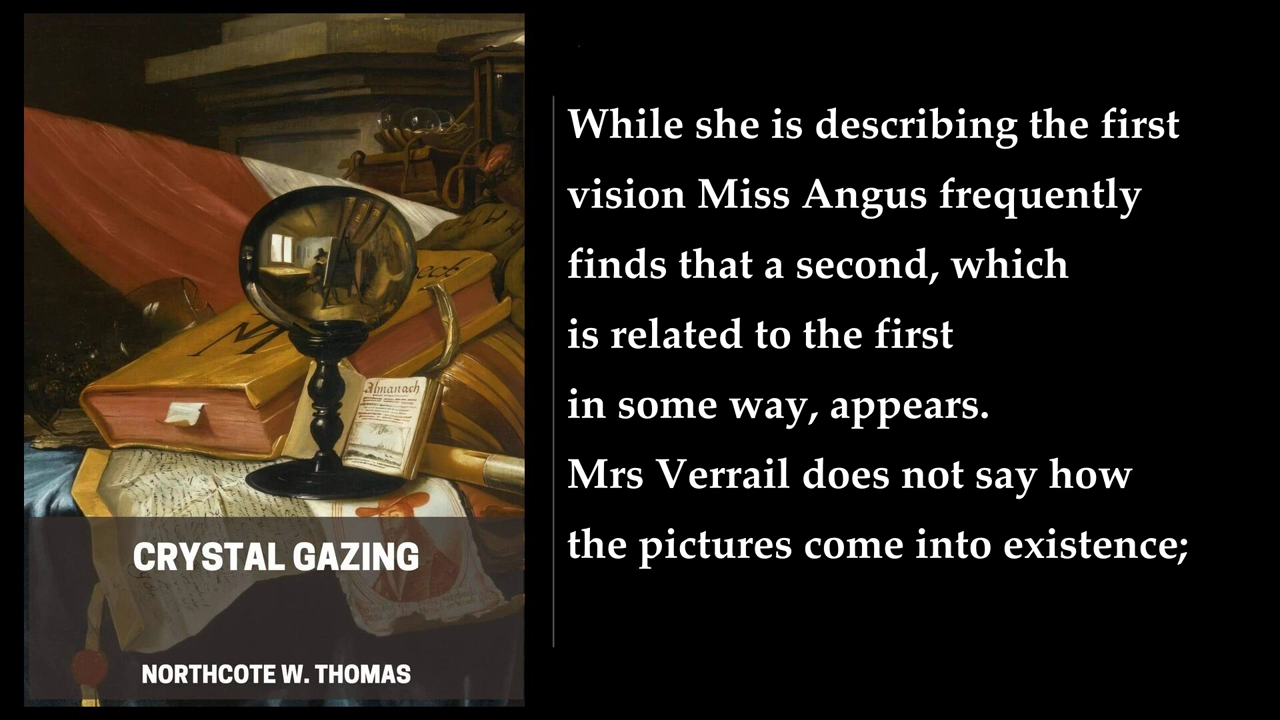 While she is describing the first
vision Miss Angus frequently
finds that a second, which
is related to the first
in some way, appears.
Mrs Verrail does not say how
the pictures come into existence;
Almanach
M
CRYSTAL GAZING
NORTHCOTE W. THOMAS